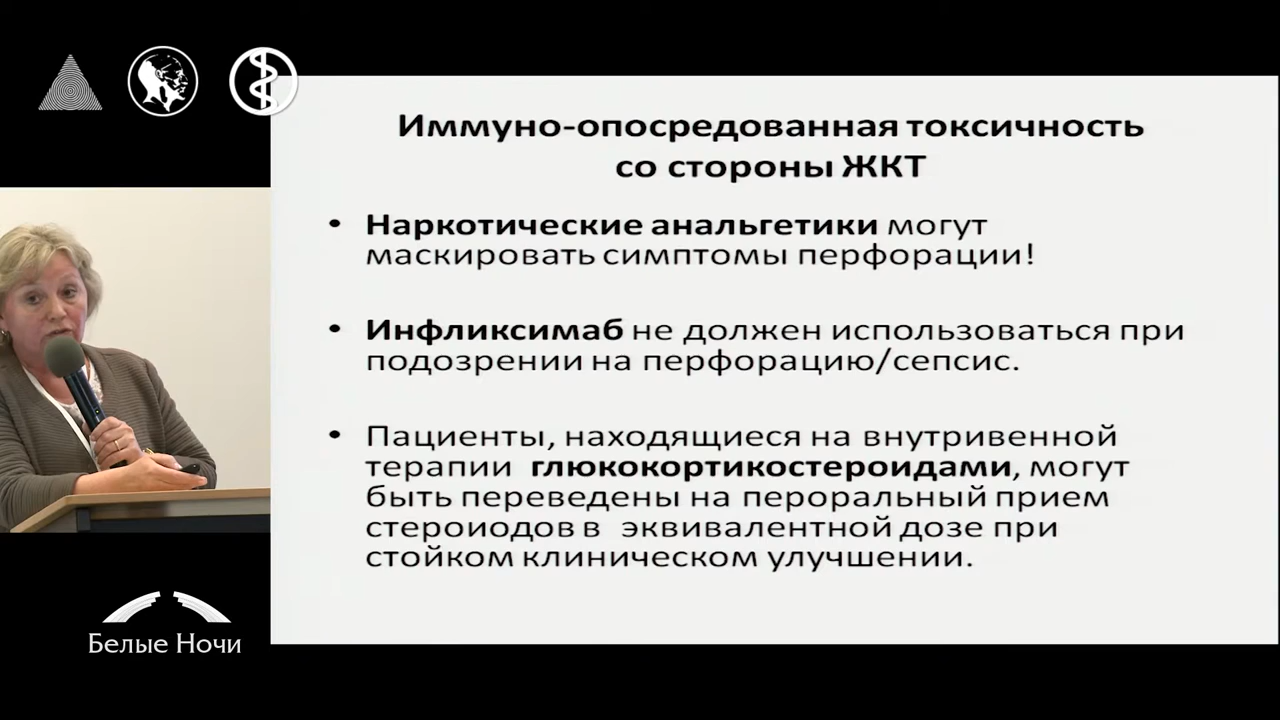 Иммуно-опосредованная токсичность
со стороны ЖКТ
• Наркотические анальгетики могут
маскировать симптомы перфорации!
• Инфликсимаб не должен использоваться при
подозрении на перфорацию/сепсис.
• Пациенты, находящиеся на внутривенной
терапии глюкокортикостероидами, могут
быть переведены на пероральный прием
стероиодов в эквивалентной дозе при
стойком клиническом улучшении.
Белые Ночи